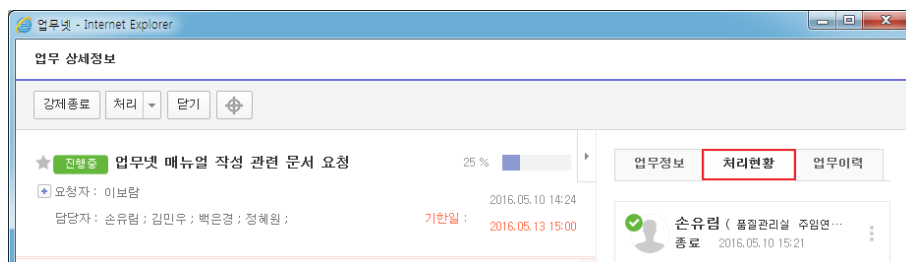 업무넷 - Internet Explorer
업무 상세정보
강제종료 처리 닫기
진행중 업무넷 매뉴얼 작성 관련 문서 요청 25 %
요청자 : 이보람 2016.05.10 14:24
담당자 : 손유림 ; 김민우 ; 백은경 ; 정혜원 ; 기한일 : 2016.05.13 15:00
업무정보 처리현황 업무이력
손유림 ( 품질관리실 주임연...
종료 2016.05.10 15:21